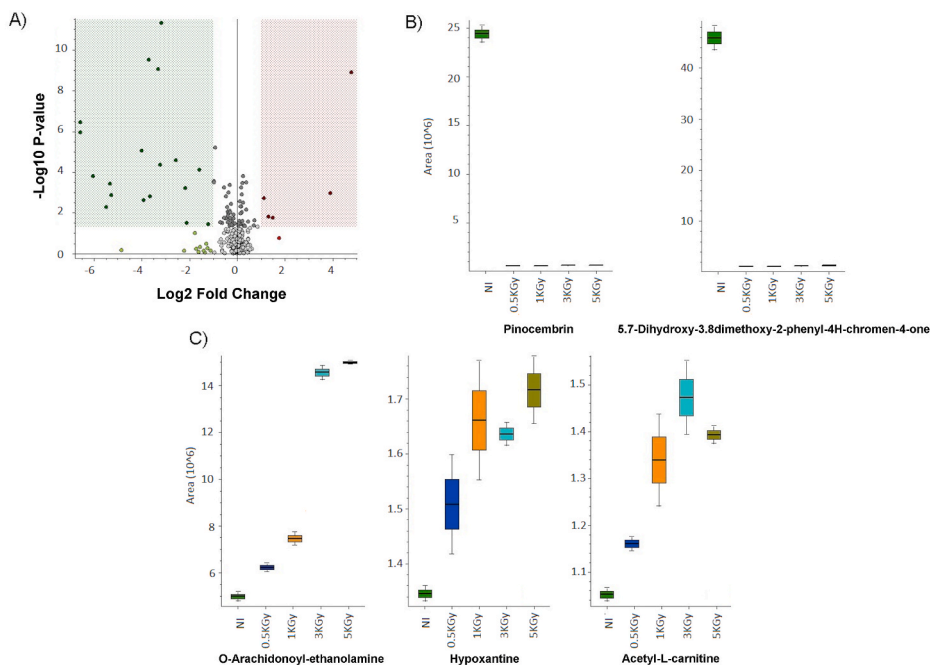 A)
-Log10 P-value
10
8
6
4
2
0
-6
-4
-2
0
2
4
Log2 Fold Change
B)
Area (10^6)
25
20
15
10
5
NI
0.5KGy
1KGy
3KGy
5KGy
Pinocembrin
40
30
20
10
0
NI
0.5KGy
1KGy
3KGy
5KGy
5.7-Dihydroxy-3.8dimethoxy-2-phenyl-4H-chromen-4-one
C)
Area (10^6)
14
15
10
8
6
NI
0.5KGy
1KGy
3KGy
5KGy
O-Arachidonoyl-ethanolamine
1.7
1.6
1.5
1.4
NI
0.5KGy
1KGy
3KGy
5KGy
Hypoxantine
1.5
1.4
1.3
1.2
1.1
NI
0.5KGy
1KGy
3KGy
5KGy
Acetyl-L-carnitine